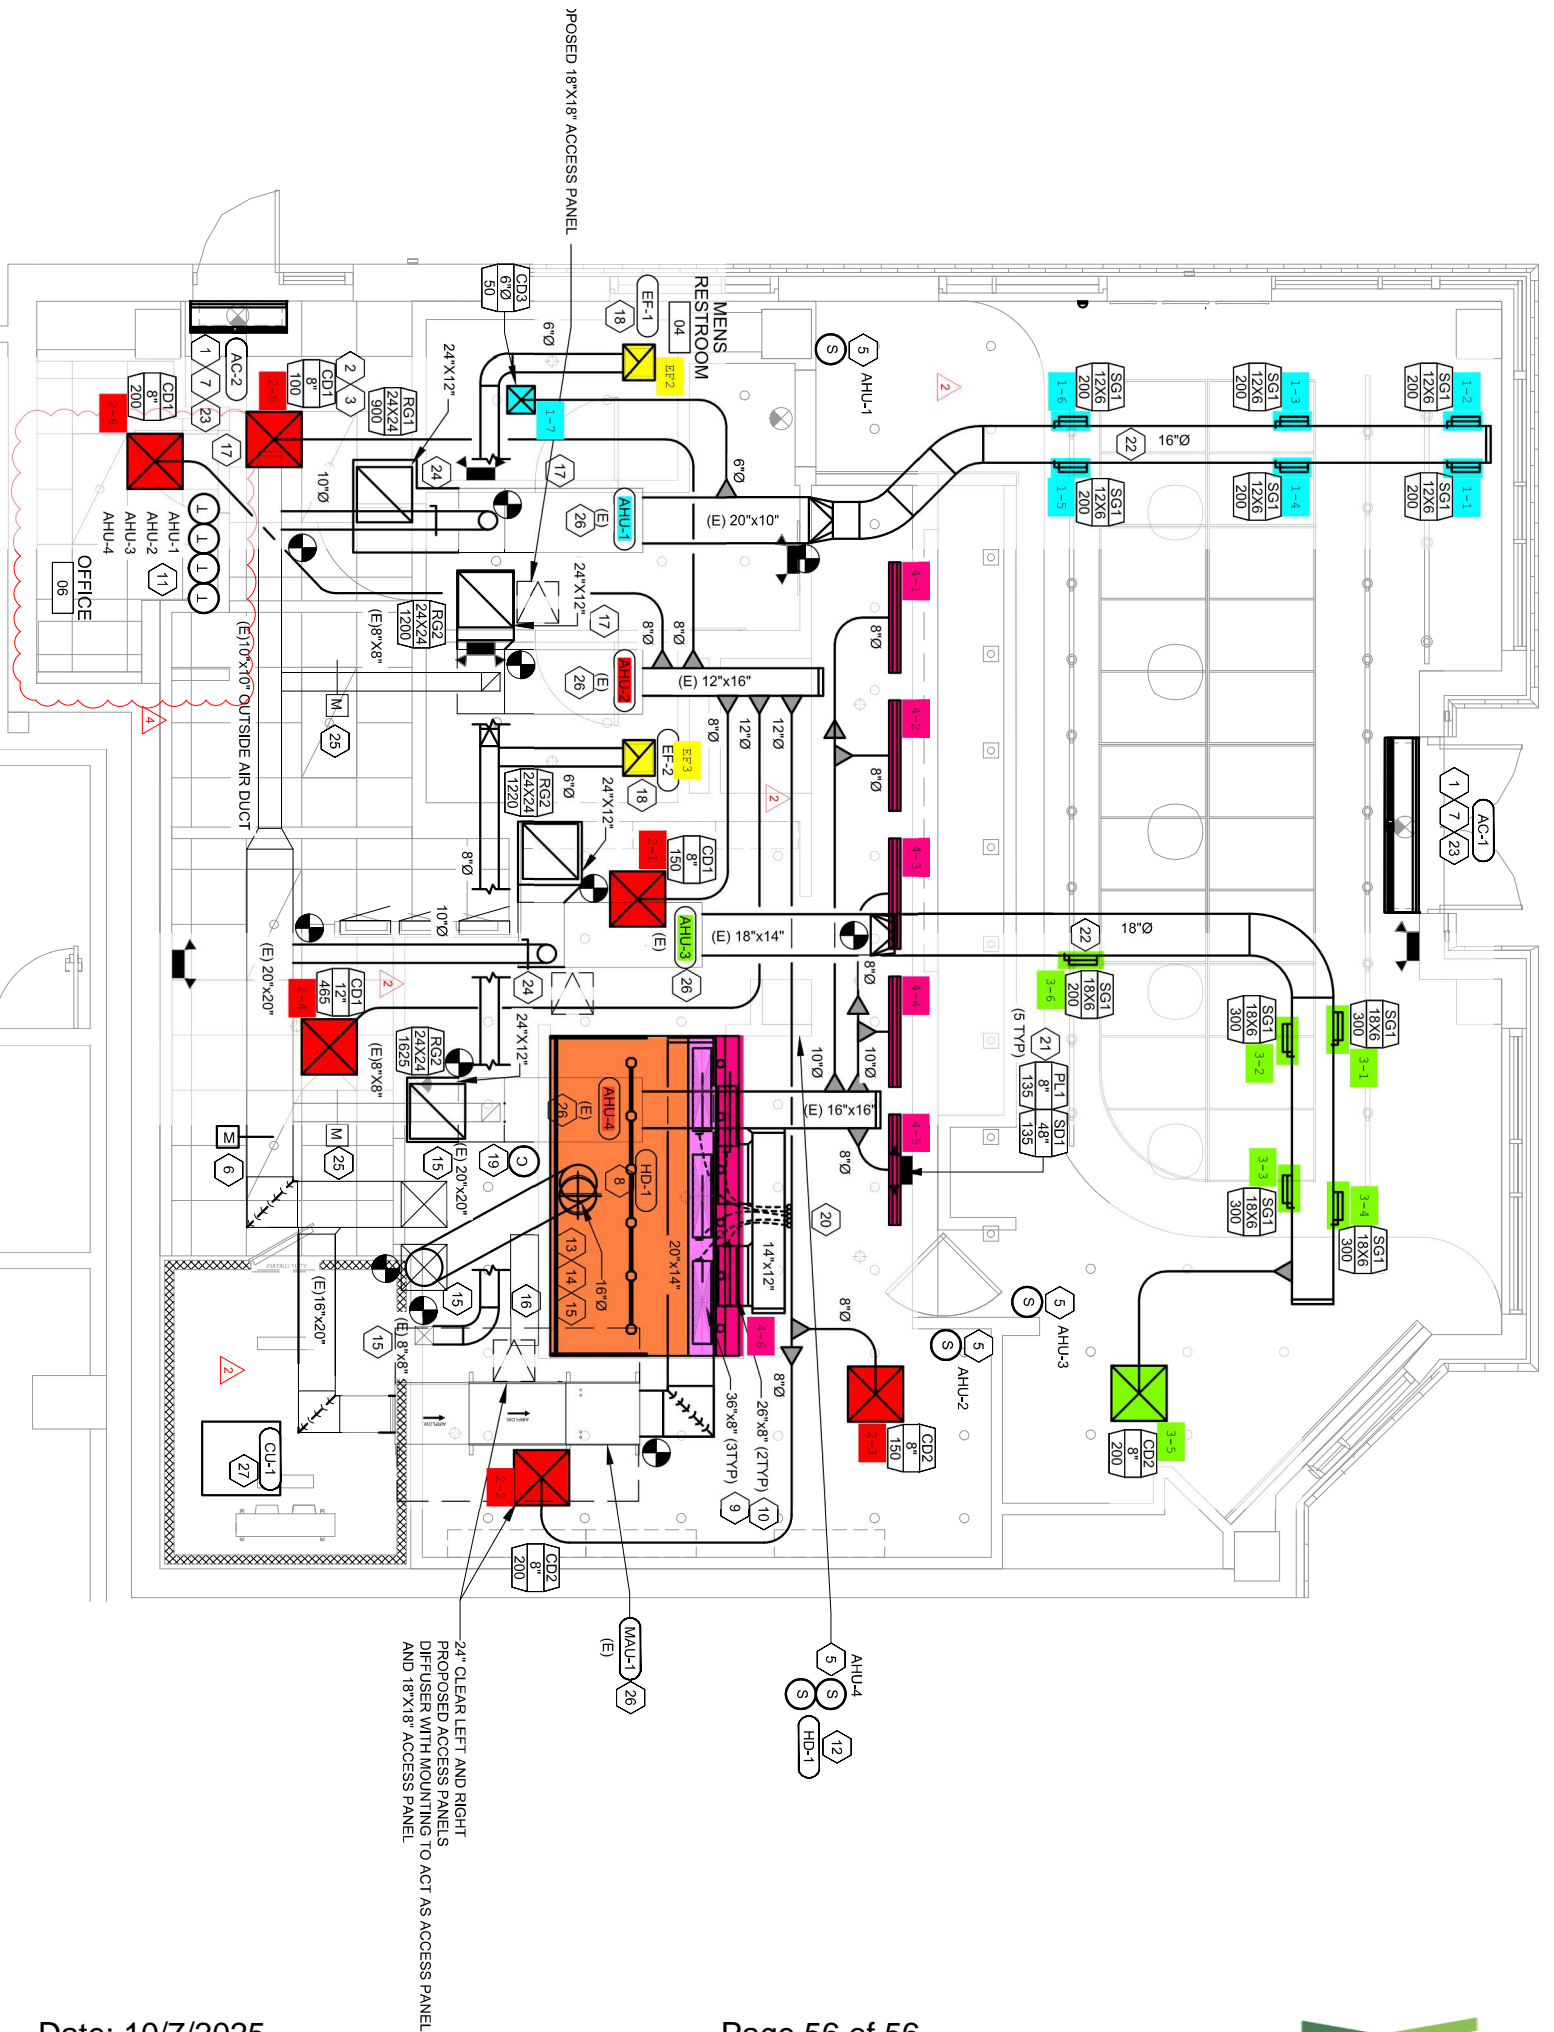 OPOSED 18"X18" ACCESS PANEL
CD3
6"Ø
50
EF-1
18
MENS
RESTROOM
04
EF2
6"Ø
1-7
S
5
AHU-1
2
SG1
12X6
200
1-6
SG1
12X6
200
1-3
SG1
12X6
200
1-2
22
16"Ø
SG1
12X6
200
1-5
SG1
12X6
200
1-4
SG1
12X6
200
1-1
AC-2
1
7
23
2
3
CD1
8"
100
2-5
CD1
8"
200
2-6
17
24"X12"
RG1
24X24
900
24
10"Ø
17
6"Ø
AHU-1
(E)
26
(E) 20"x10"
T
T
T
T
AHU-1
AHU-2
AHU-3
AHU-4
11
OFFICE
06
24"X12"
17
RG2
24X24
1200
(E)8"X8"
8"Ø
8"Ø
AHU-2
(E)
26
(E) 12"x16"
8"Ø
12"Ø
12"Ø
(E)10"x10" OUTSIDE AIR DUCT
4
M
25
EF-2
EF3
18
6"Ø
RG2
24X24
1220
24"X12"
2
8"Ø
2-1
CD1
8"
150
4-1
8"Ø
4-2
8"Ø
4-3
AC-1
1
7
23
AHU-3
(E)
26
(E) 18"x14"
18"Ø
22
10"Ø
(E) 20"x20"
24
CD1
12"
465
2-4
2
(E)8"X8"
24"X12"
RG2
24X24
1625
8"Ø
4-4
10"Ø
10"Ø
3-6
SG1
18X6
200
SG1
18X6
300
3-2
SG1
18X6
300
3-1
(5 TYP)
21
PL1
8"
135
SD1
48"
135
4-5
8"Ø
(E) 16"x16"
AHU-4
(E)
26
HD-1
8
M
6
M
25
15
(E) 20"x20"
19
C
20
14"x12"
20"x14"
16"Ø
13
14
15
3-3
SG1
18X6
300
3-4
SG1
18X6
300
(E)16"x20"
STRIP CURTAIN
15
16
15
(E) 8"x8"
4-6
8"Ø
8"Ø
S
5
AHU-3
S
5
AHU-2
2
CU-1
27
AIRFLOW
AIRFLOW
36"x8" (3TYP)
9
26"x8" (2TYP)
10
2-3
CD2
8"
150
CD2
8"
200
3-5
2-2
CD2
8"
200
MAU-1
(E)
26
AHU-4
5
S
S
HD-1
12
24" CLEAR LEFT AND RIGHT
PROPOSED ACCESS PANELS
DIFFUSER WITH MOUNTING TO ACT AS ACCESS PANEL
AND 18"X18" ACCESS PANEL
Date: 10/7/2025
Page 56 of 56